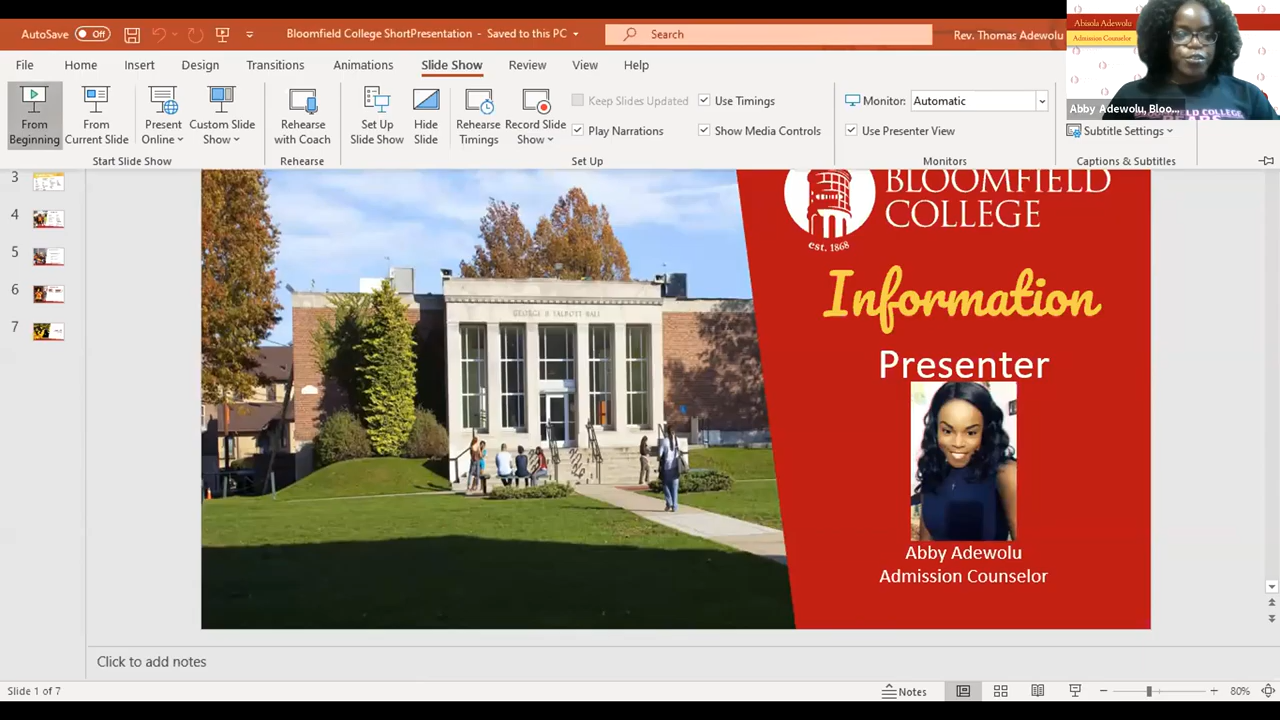 AutoSave Off
Bloomfield College ShortPresentation - Saved to this PC
Search
Rev. Thomas Adewolu
Abisola Adewolu
Admission Counselor
Abby Adewolu, Bloo...
File Home Insert Design Transitions Animations Slide Show Review View Help
From Beginning
From Current Slide
Present Online
Custom Slide Show
Start Slide Show
Rehearse with Coach
Rehearse
Set Up Slide Show
Hide Slide
Rehearse Timings
Record Slide Show
Keep Slides Updated
Play Narrations
Use Timings
Show Media Controls
Set Up
Monitor: Automatic
Use Presenter View
Monitors
Subtitle Settings
Captions & Subtitles
3
4
5
6
7
GEORGE B TALBOTT HALL
BLOOMFIELD
COLLEGE
est. 1868
Information
Presenter
Abby Adewolu
Admission Counselor
Click to add notes
Slide 1 of 7
Notes
80%